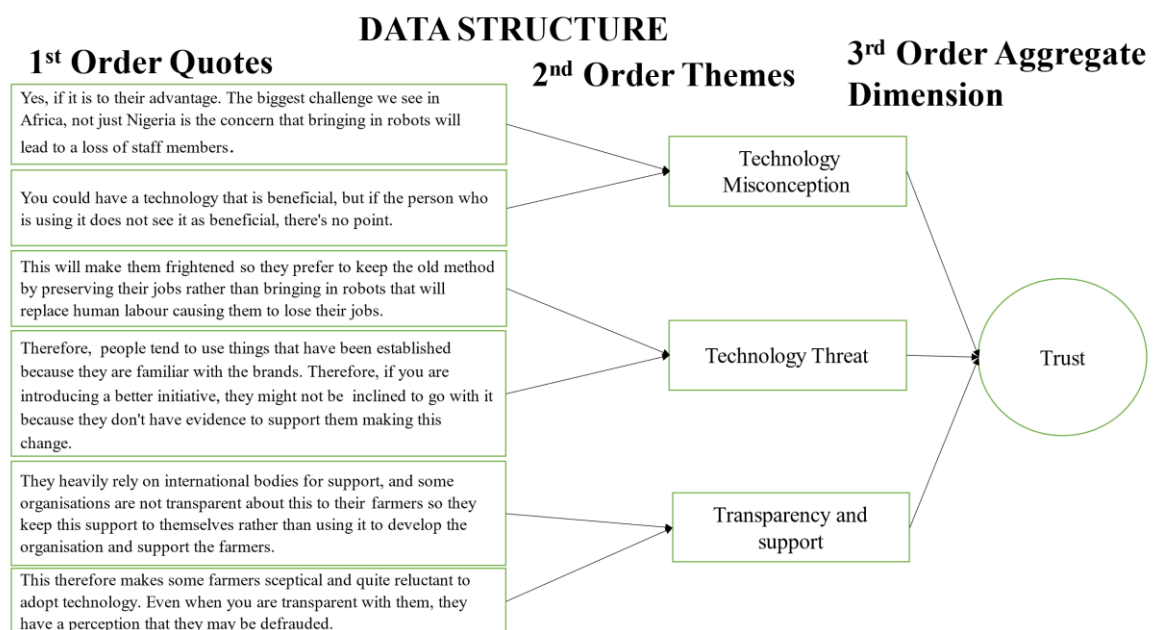 DATA STRUCTURE
1st Order Quotes
2nd Order Themes
3rd Order Aggregate
Dimension
Yes, if it is to their advantage. The biggest challenge we see in
Africa, not just Nigeria is the concern that bringing in robots will
lead to a loss of staff members.
You could have a technology that is beneficial, but if the person who
is using it does not see it as beneficial, there's no point.
Technology
Misconception
This will make them frightened so they prefer to keep the old method
by preserving their jobs rather than bringing in robots that will
replace human labour causing them to lose their jobs.
Therefore, people tend to use things that have been established
because they are familiar with the brands. Therefore, if you are
introducing a better initiative, they might not be inclined to go with it
because they don't have evidence to support them making this
change.
Technology Threat
Trust
They heavily rely on international bodies for support, and some
organisations are not transparent about this to their farmers so they
keep this support to themselves rather than using it to develop the
organisation and support the farmers.
This therefore makes some farmers sceptical and quite reluctant to
adopt technology. Even when you are transparent with them, they
have a perception that they may be defrauded.
Transparency and
support